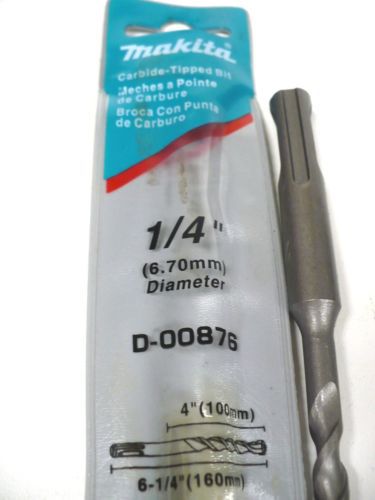 makita
Carbide-Tipped Bit
Meches a Pointe
de Carbure
Broca Con Punta
de Carburo
1/4"
(6.70mm)
Diameter
D-00876
4"(100mm)
6-1/4"(160mm)